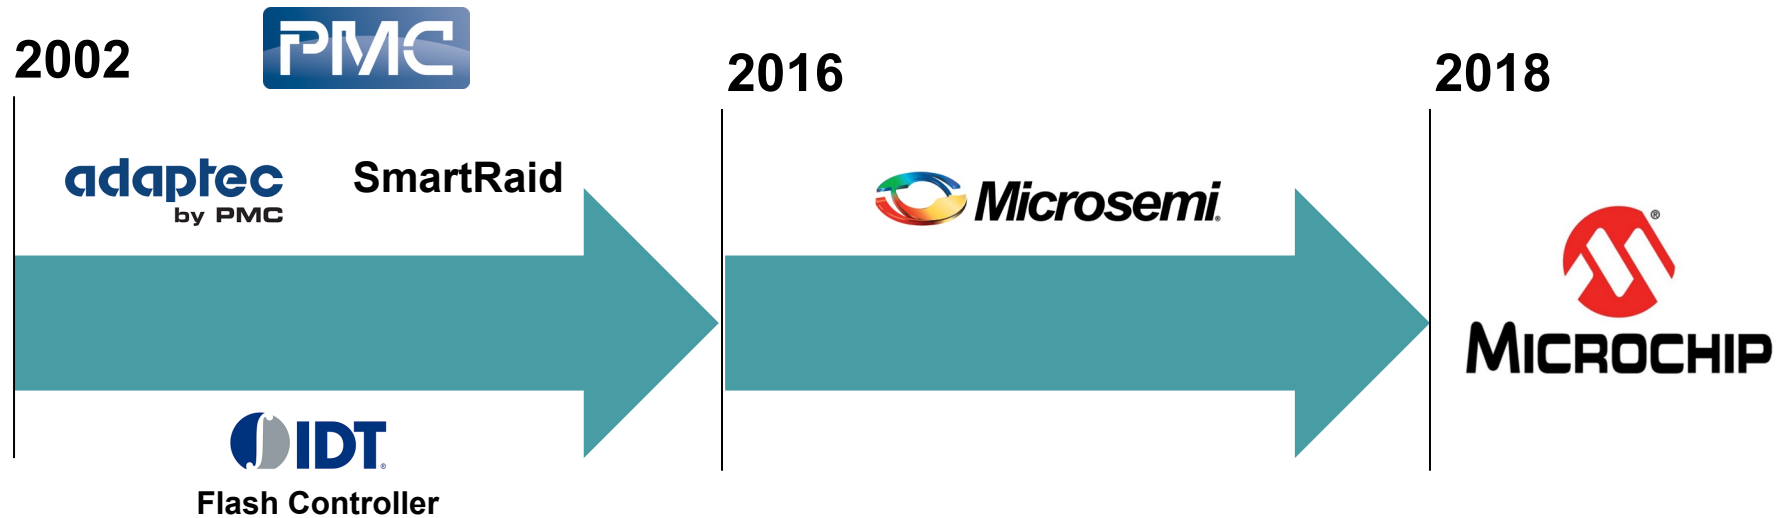 2002
PMC
2016
2018
adaptec
by PMC
SmartRaid
Microsemi®
®
MICROCHIP
IDT®
Flash Controller